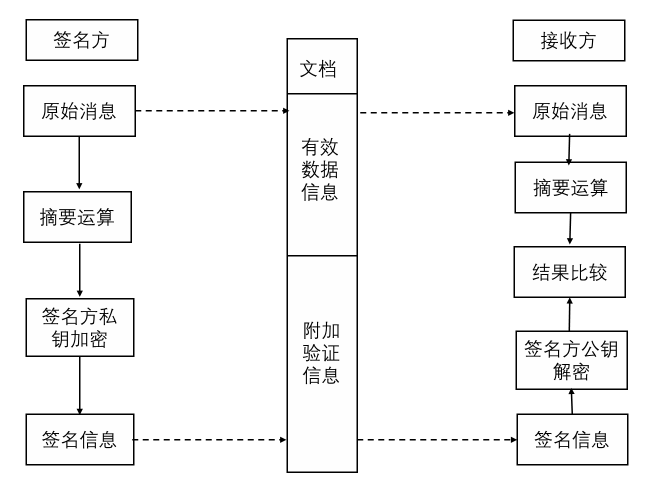 签名方
原始消息
摘要运算
签名方私
钥加密
签名信息
文档
有效
数据
信息
附加
验证
信息
接收方
原始消息
摘要运算
结果比较
签名方公钥
解密
签名信息